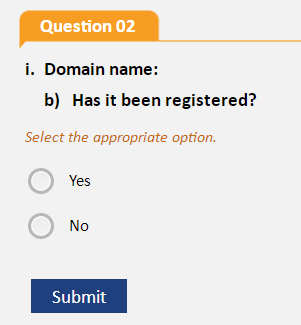 Question 02
i. Domain name:
b) Has it been registered?
Select the appropriate option.
Yes
No
Submit